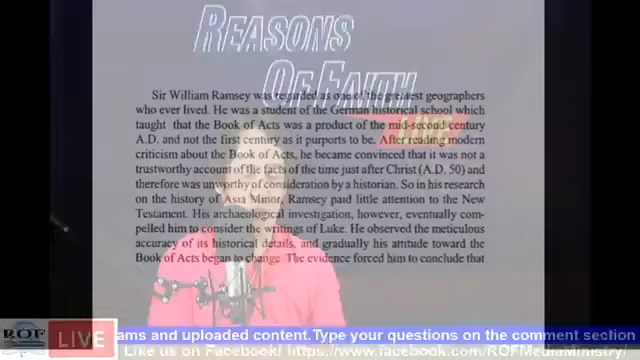 REASONS
OF FAITH
LIVE
Sir William Ramsey was regarded as one of the greatest geographers
who ever lived. He was a student of the German historical school which
taught that the Book of Acts was a product of the mid-second century
A.D. and not the first century as it purports to be. After reading modern
criticism about the Book of Acts, he became convinced that it was not a
trustworthy account of the facts of the time just after Christ (A.D. 50) and
therefore was unworthy of consideration by a historian. So in his research
on the history of Asia Minor, Ramsey paid little attention to the New
Testament. His archaeological investigation, however, eventually com-
pelled him to consider the writings of Luke. He observed the meticulous
accuracy of its historical details, and gradually his attitude toward the
Book of Acts began to change. The evidence forced him to conclude that
ROF
LIVE
ams and uploaded content.Type your questions on the comment section
Like us on Facebook! https://www.facebook.com/ROFMediaMinistry